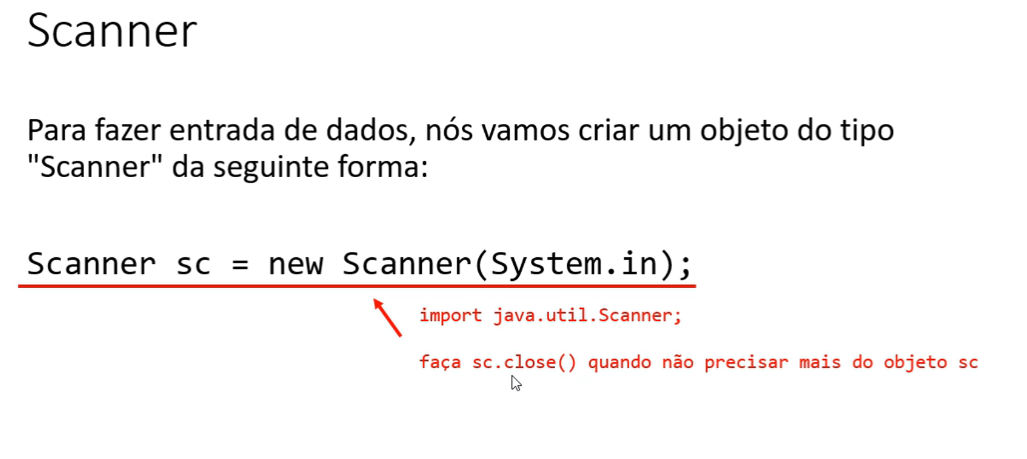 Scanner
Para fazer entrada de dados, nós vamos criar um objeto do tipo
"Scanner" da seguinte forma:
Scanner sc = new Scanner(System.in);
import java.util.Scanner;
faça sc.close() quando não precisar mais do objeto sc